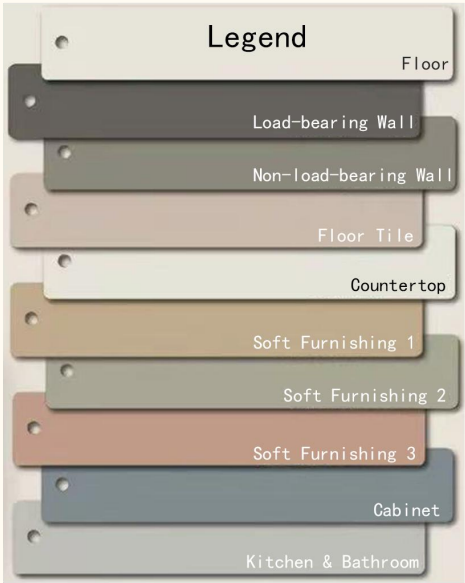 Legend
Floor
Load-bearing Wall
Non-load-bearing Wall
Floor Tile
Countertop
Soft Furnishing 1
Soft Furnishing 2
Soft Furnishing 3
Cabinet
Kitchen & Bathroom